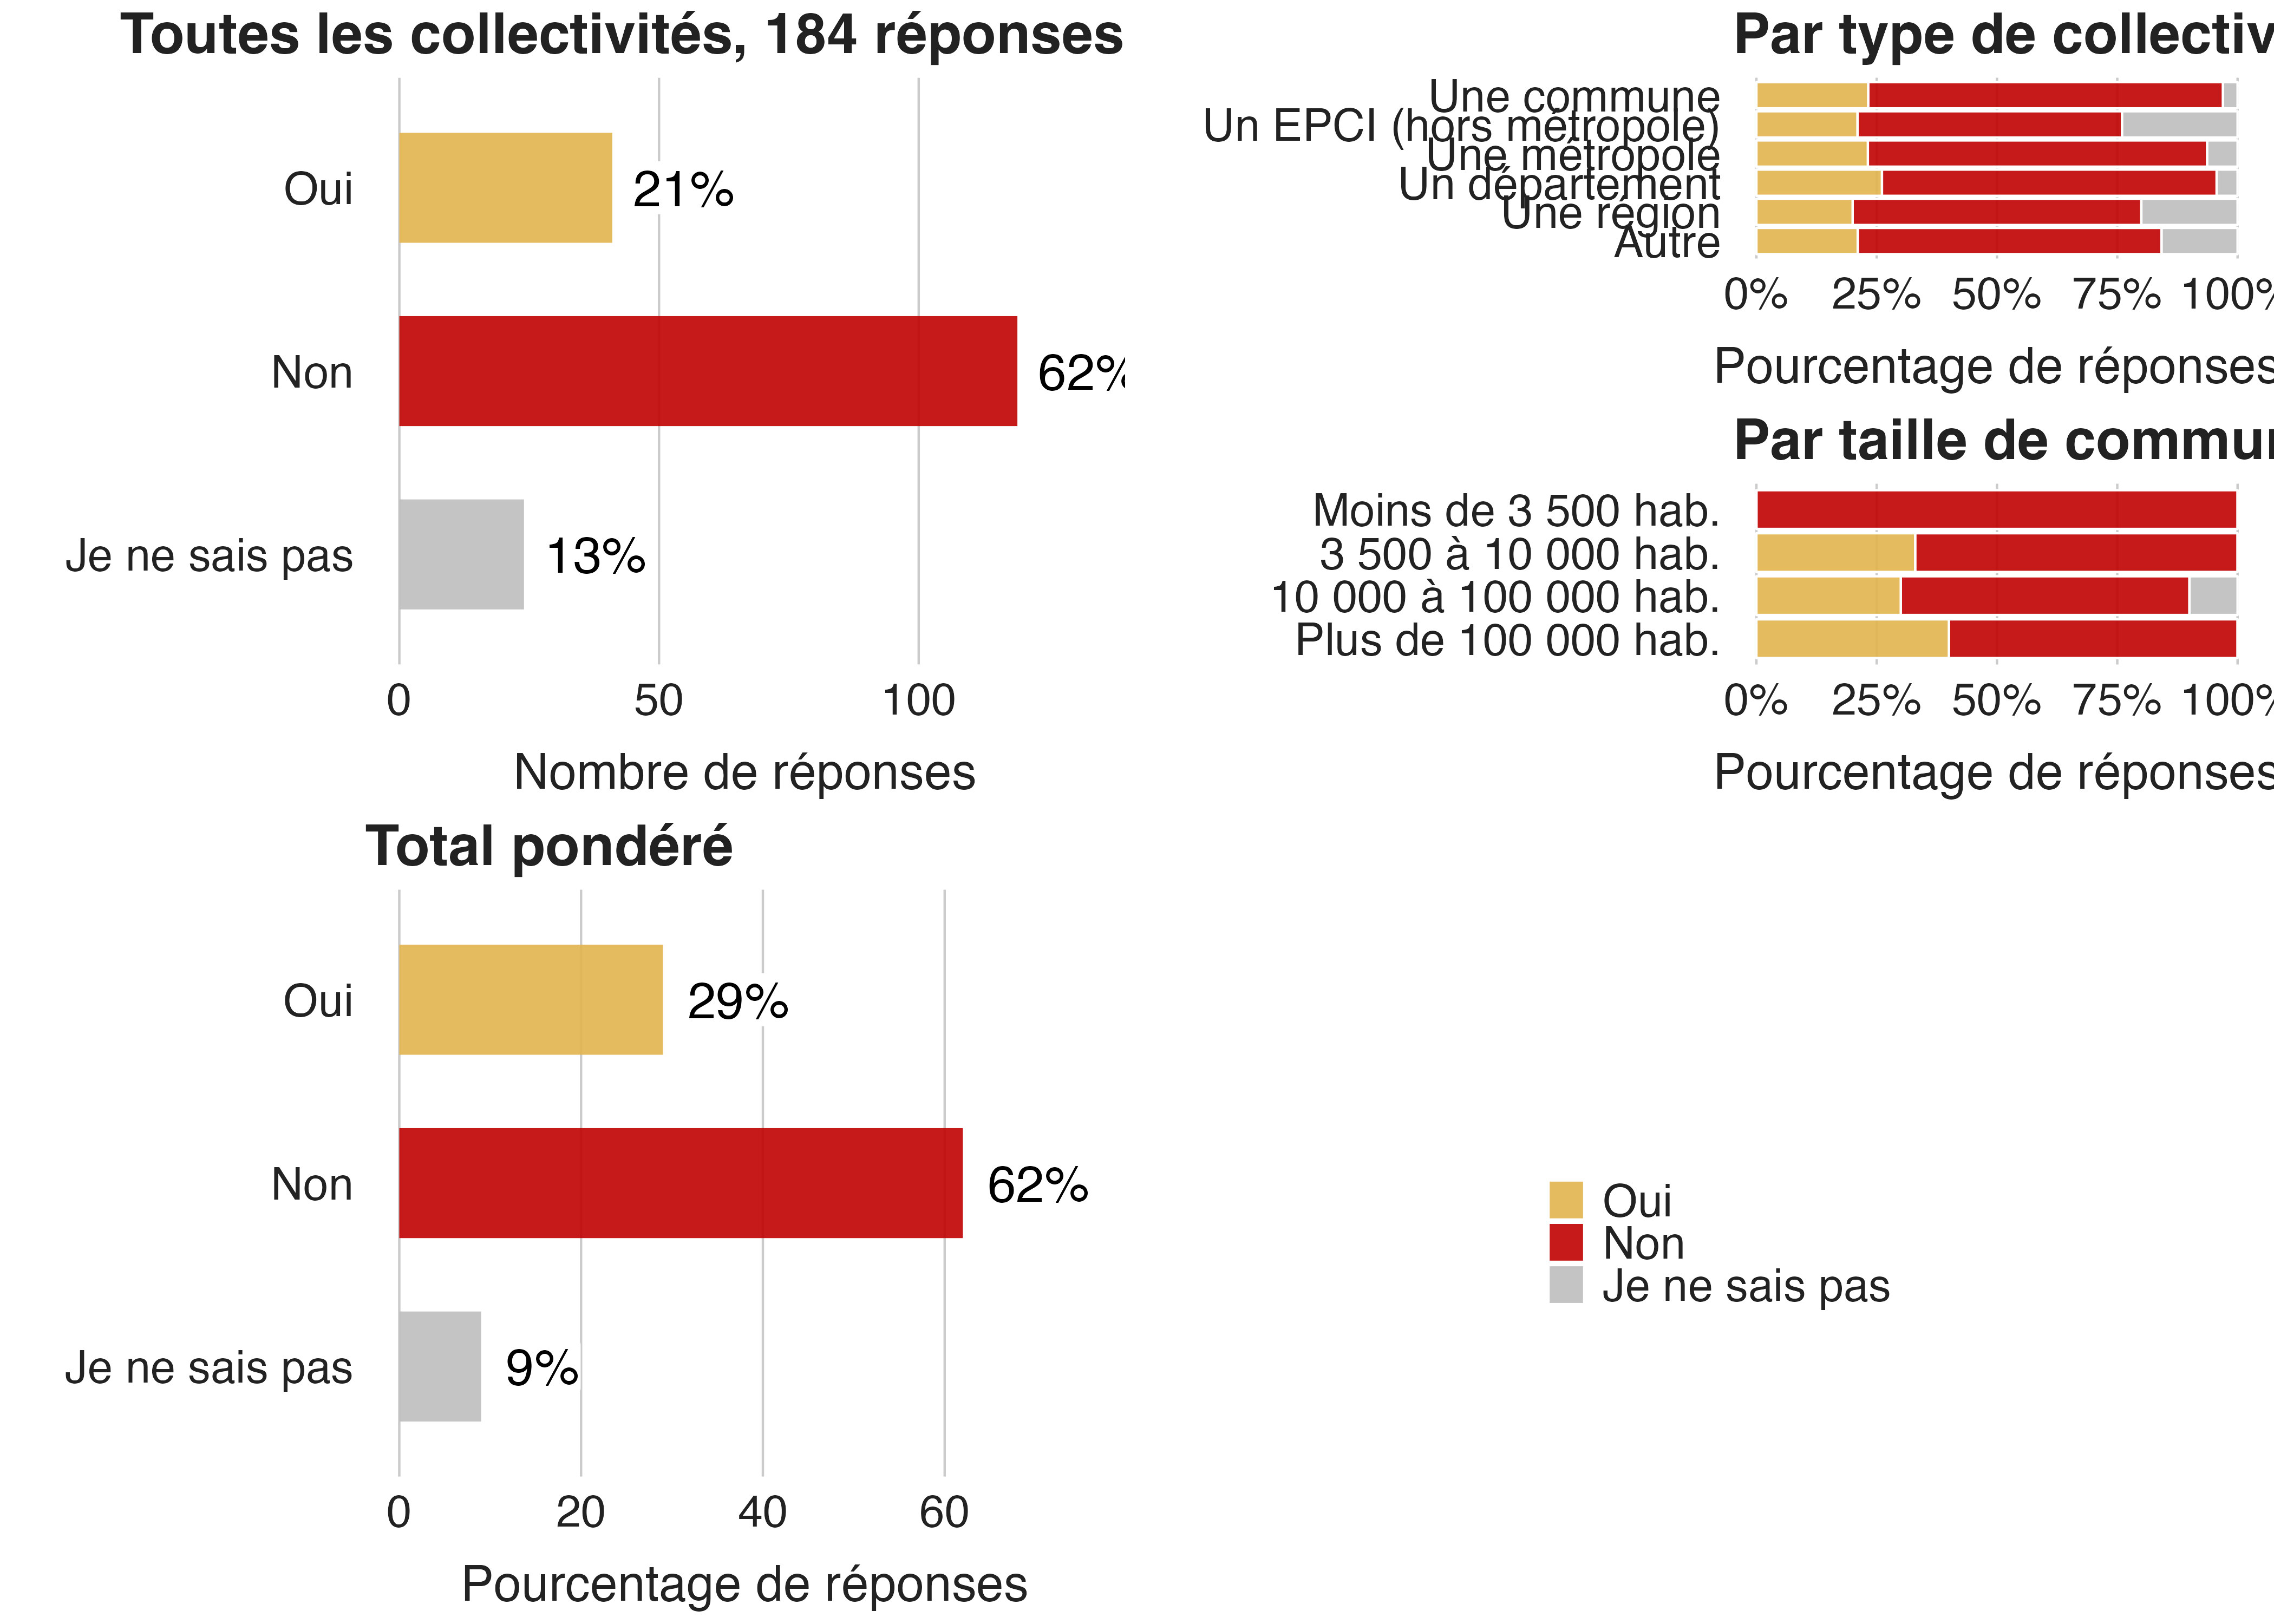 Toutes les collectivités, 184 réponses
Oui
21%
Non
62%
Je ne sais pas
13%
0 50 100
Nombre de réponses
Par type de collectiv
Une commune
Un EPCI (hors métropole)
Une métropole
Un département
Une région
Autre
0% 25% 50% 75% 100%
Pourcentage de réponses
Par taille de commun
Moins de 3 500 hab.
3 500 à 10 000 hab.
10 000 à 100 000 hab.
Plus de 100 000 hab.
0% 25% 50% 75% 100%
Pourcentage de réponses
Total pondéré
Oui
29%
Non
62%
Je ne sais pas
9%
0 20 40 60
Pourcentage de réponses
Oui
Non
Je ne sais pas